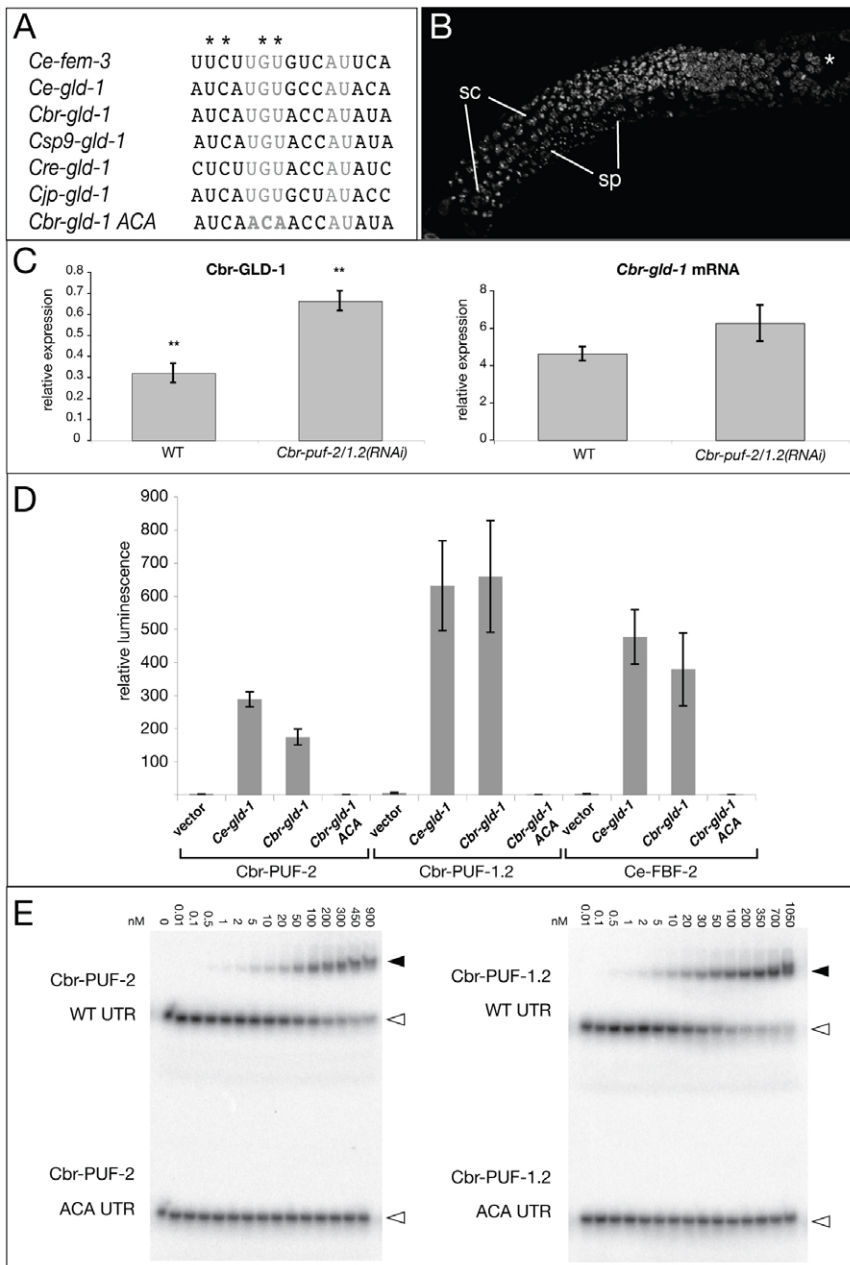 A
* * * *
Ce-fem-3 UUCUUGUGUCAUUCA
Ce-gld-1 AUCAUGUGCCAUACA
Cbr-gld-1 AUCAUGUACCAUAUA
Csp9-gld-1 AUCAUGUACCAUAUA
Cre-gld-1 CUCUUGUACCAUAUC
Cjp-gld-1 AUCAUGUGCUAUACC
Cbr-gld-1 ACA AUCAACAACCAUAUA
B
*
sc
sp
C
Cbr-GLD-1
relative expression
0.8
0.7
0.6
0.5
0.4
0.3
0.2
0.1
0
**
**
WT Cbr-puf-2/1.2(RNAi)
Cbr-gld-1 mRNA
relative expression
8
6
4
2
0
WT Cbr-puf-2/1.2(RNAi)
D
relative luminescence
900
800
700
600
500
400
300
200
100
vector Ce-gld-1 Cbr-gld-1 Cbr-gld-1 ACA vector Ce-gld-1 Cbr-gld-1 Cbr-gld-1 ACA vector Ce-gld-1 Cbr-gld-1 Cbr-gld-1 ACA
Cbr-PUF-2 Cbr-PUF-1.2 Ce-FBF-2
E
nM 0 0.01 0.1 0.5 1 2 5 10 20 50 100 200 300 450 900
Cbr-PUF-2
WT UTR
Cbr-PUF-2
ACA UTR
nM 0.01 0.1 0.5 1 2 5 10 20 30 50 100 200 350 700 1050
Cbr-PUF-1.2
WT UTR
Cbr-PUF-1.2
ACA UTR